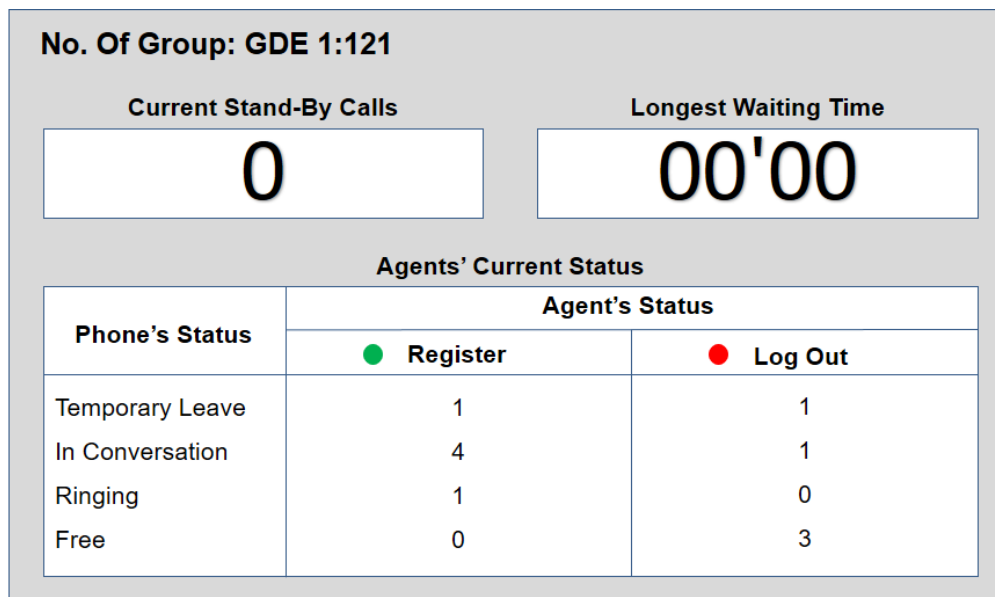 No. Of Group: GDE 1:121
Current Stand-By Calls Longest Waiting Time
0 00'00
Agents’ Current Status
Phone’s Status Agent’s Status
Register Log Out
Temporary Leave 1 1
In Conversation 4 1
Ringing 1 0
Free 0 3